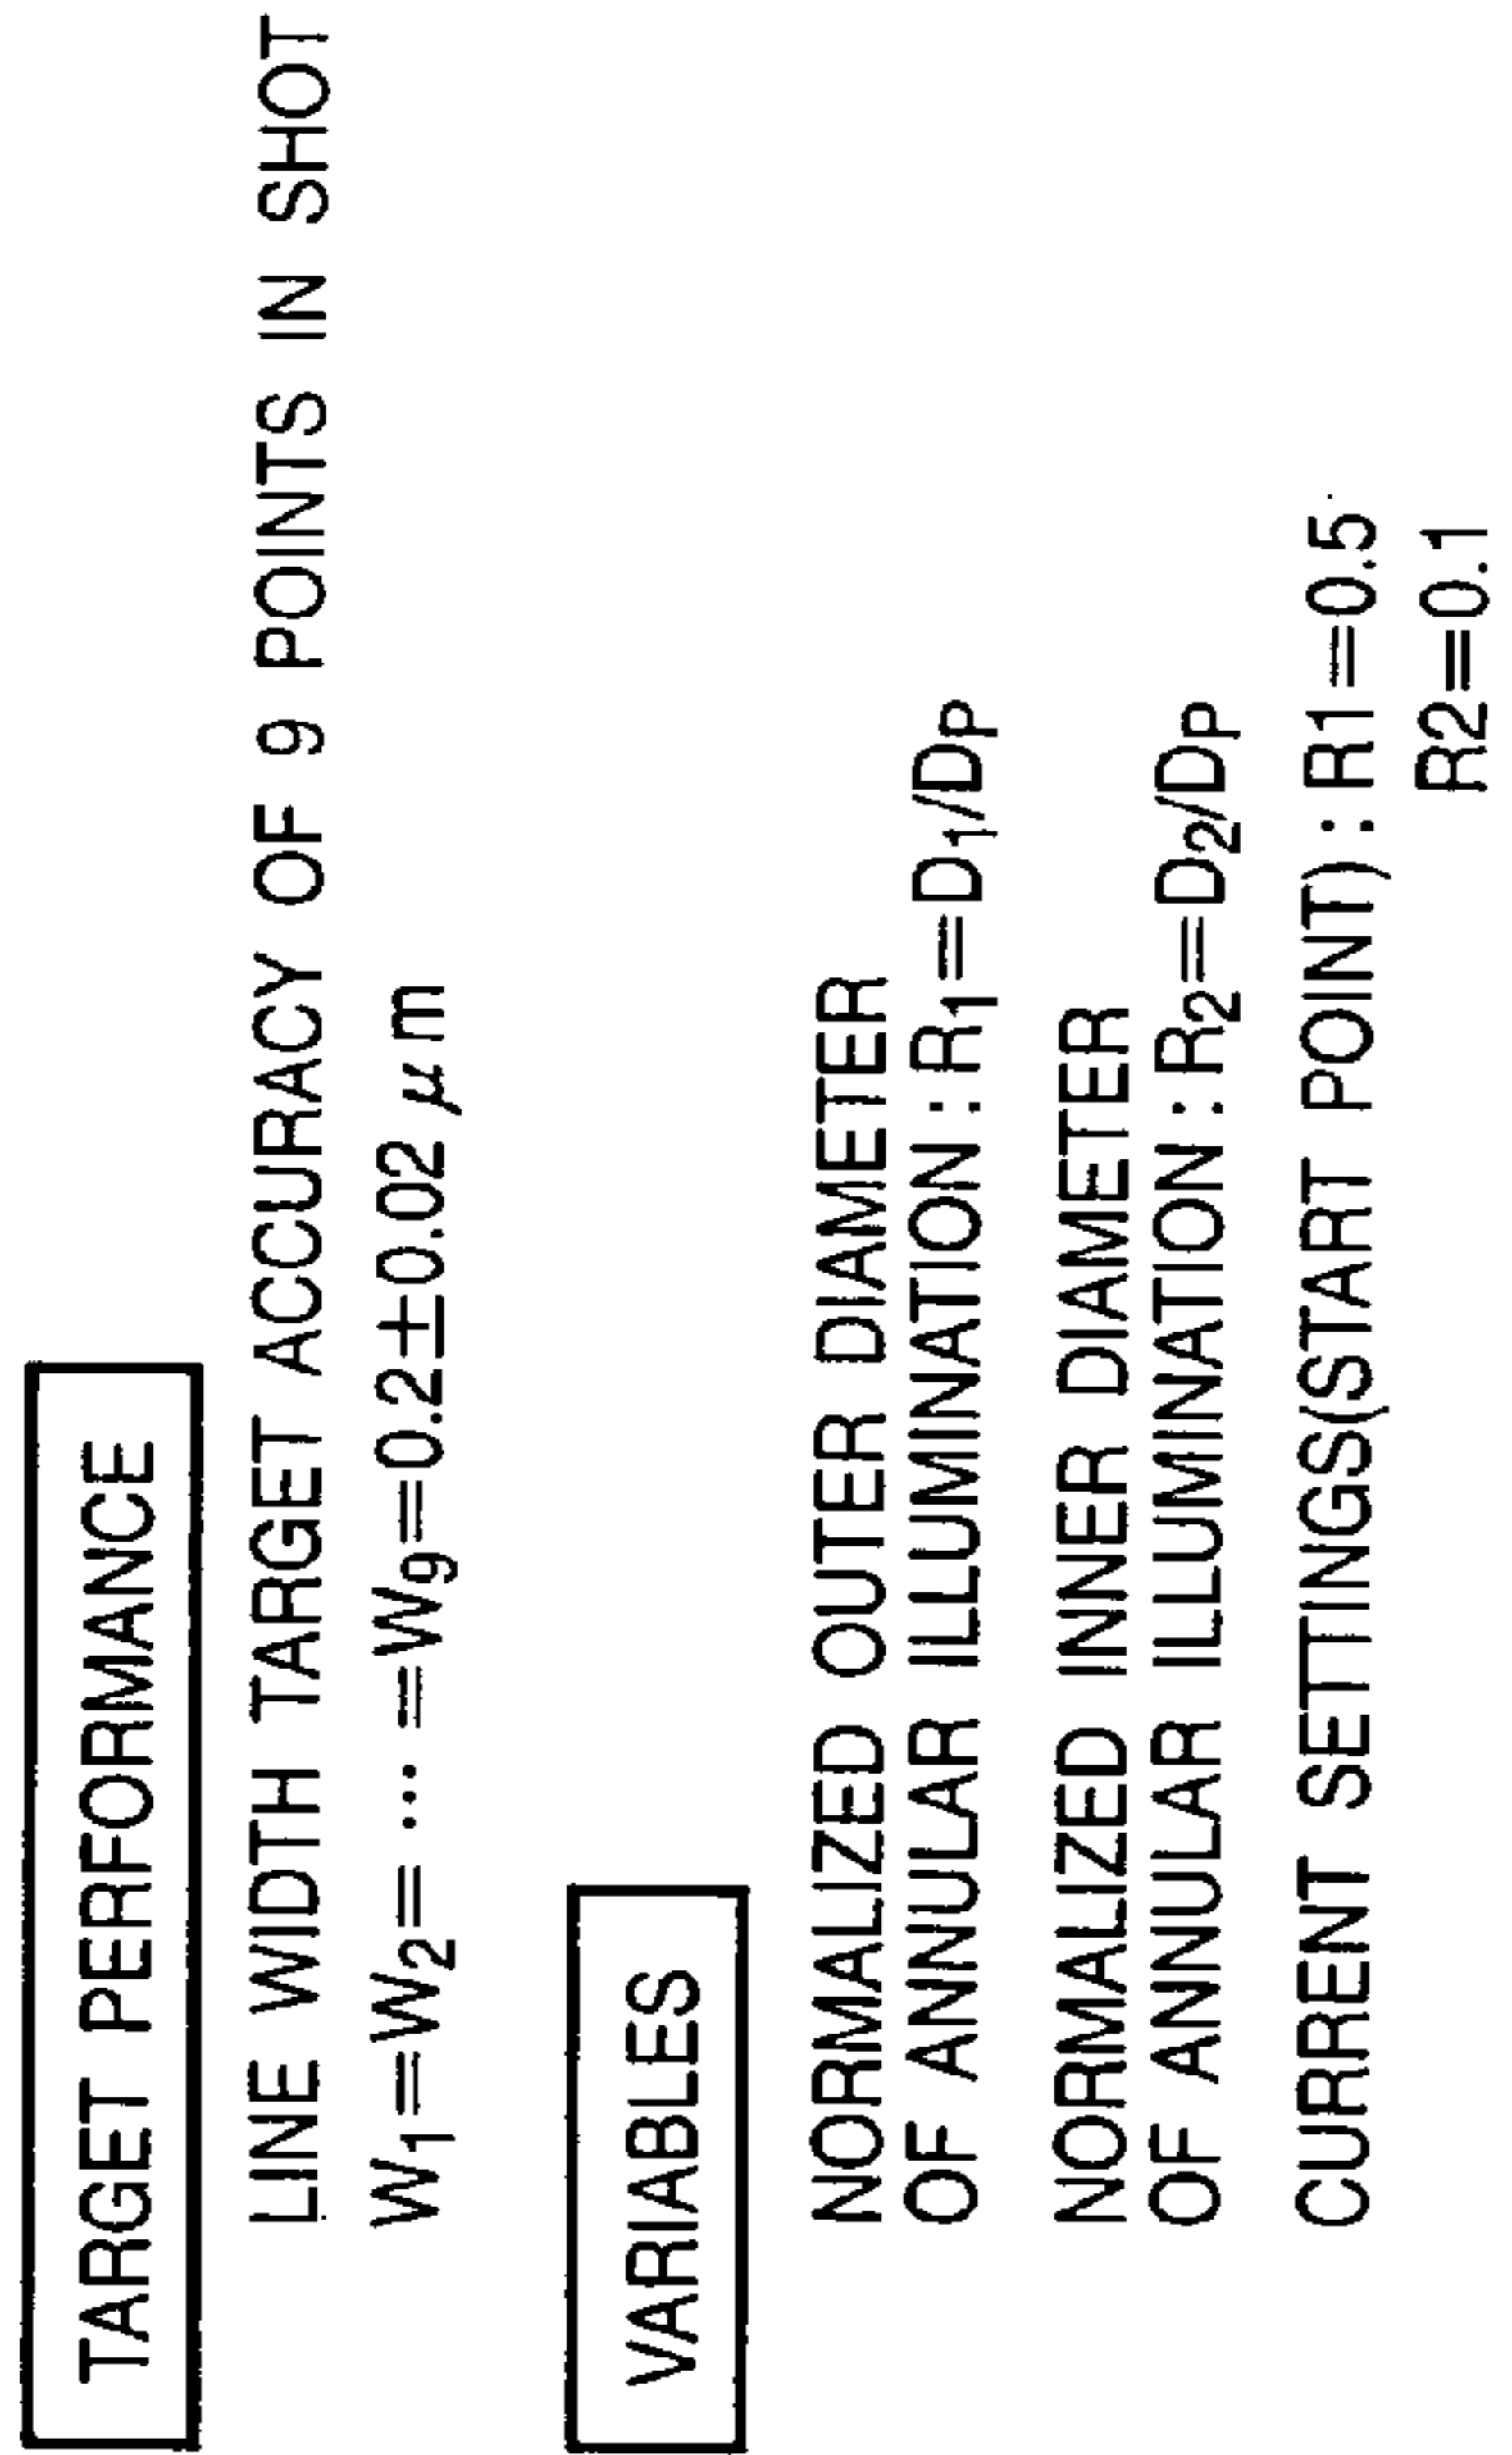 TARGET PERFORMANCE
LINE WIDTH TARGET ACCURACY OF 9 POINTS IN SHOT
W₁=W₂=…=W₉=0.2±0.02 μm
VARIABLES
NORMALIZED OUTER DIAMETER
OF ANNULAR ILLUMINATION:R₁=D₁/Dp
NORMALIZED INNER DIAMETER
OF ANNULAR ILLUMINATION:R₂=D₂/Dp
CURRENT SETTINGS(START POINT):R1=0.5
R2=0.1